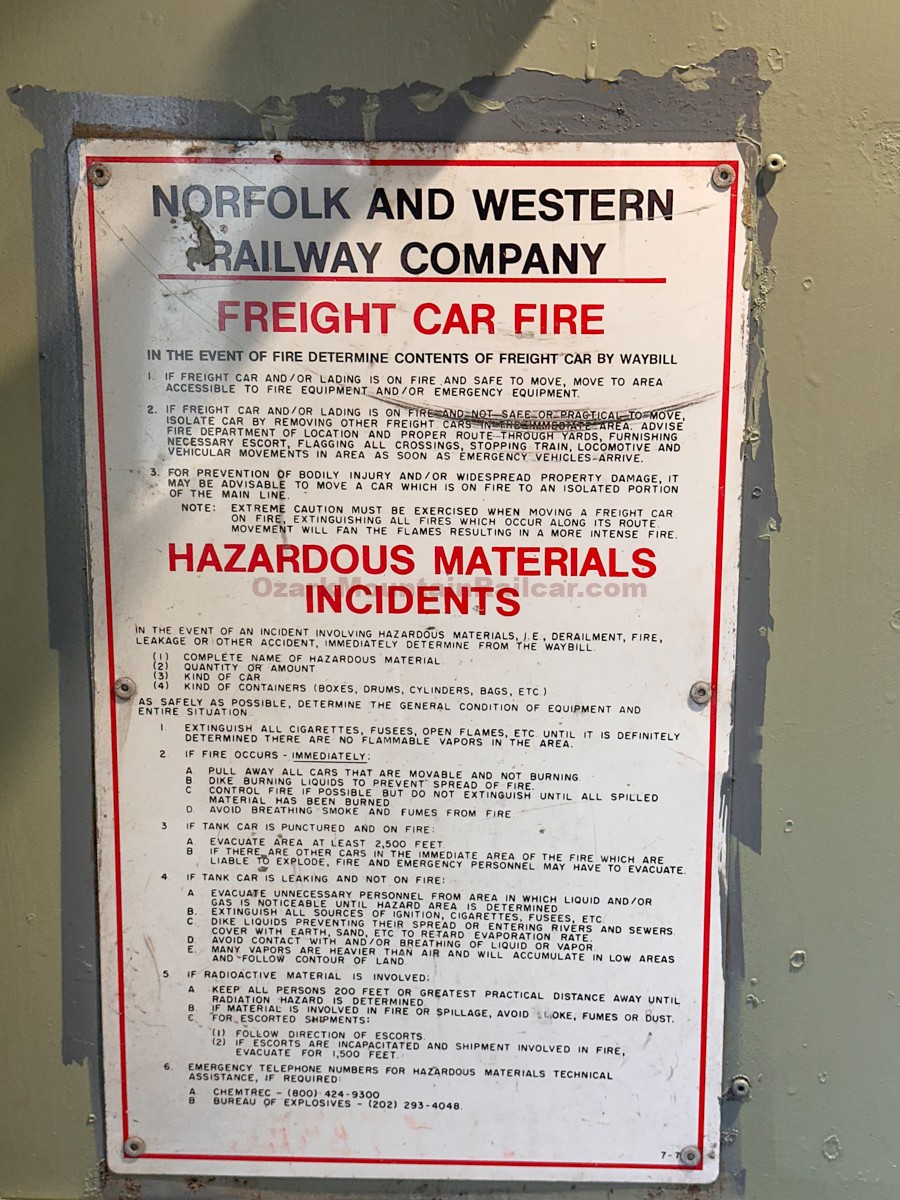 NORFOLK AND WESTERN
RAILWAY COMPANY
FREIGHT CAR FIRE
IN THE EVENT OF FIRE DETERMINE CONTENTS OF FREIGHT CAR BY WAYBILL
1. IF FREIGHT CAR AND/OR LADING IS ON FIRE AND SAFE TO MOVE, MOVE TO AREA
ACCESSIBLE TO FIRE EQUIPMENT AND/OR EMERGENCY EQUIPMENT.
2. IF FREIGHT CAR AND/OR LADING IS ON FIRE AND NOT SAFE OR PRACTICAL TO MOVE,
ISOLATE CAR BY REMOVING OTHER FREIGHT CARS IN THE IMMEDIATE AREA. ADVISE
FIRE DEPARTMENT OF LOCATION AND PROPER ROUTE THROUGH YARDS, FURNISHING
NECESSARY ESCORT, FLAGGING ALL CROSSINGS, STOPPING TRAIN, LOCOMOTIVE AND
VEHICULAR MOVEMENTS IN AREA AS SOON AS EMERGENCY VEHICLES ARRIVE.
3. FOR PREVENTION OF BODILY INJURY AND/OR WIDESPREAD PROPERTY DAMAGE, IT
MAY BE ADVISABLE TO MOVE A CAR WHICH IS ON FIRE TO AN ISOLATED PORTION
OF THE MAIN LINE.
NOTE: EXTREME CAUTION MUST BE EXERCISED WHEN MOVING A FREIGHT CAR
ON FIRE, EXTINGUISHING ALL FIRES WHICH OCCUR ALONG ITS ROUTE.
MOVEMENT WILL FAN THE FLAMES RESULTING IN A MORE INTENSE FIRE.
HAZARDOUS MATERIALS
OzarkMountainRailcar.com
INCIDENTS
IN THE EVENT OF AN INCIDENT INVOLVING HAZARDOUS MATERIALS, I.E., DERAILMENT, FIRE,
LEAKAGE OR OTHER ACCIDENT, IMMEDIATELY DETERMINE FROM THE WAYBILL.
(1) COMPLETE NAME OF HAZARDOUS MATERIAL
(2) QUANTITY OR AMOUNT
(3) KIND OF CAR
(4) KIND OF CONTAINERS (BOXES, DRUMS, CYLINDERS, BAGS, ETC.)
AS SAFELY AS POSSIBLE, DETERMINE THE GENERAL CONDITION OF EQUIPMENT AND
ENTIRE SITUATION
1. EXTINGUISH ALL CIGARETTES, FUSEES, OPEN FLAMES, ETC. UNTIL IT IS DEFINITELY
DETERMINED THERE ARE NO FLAMMABLE VAPORS IN THE AREA.
2. IF FIRE OCCURS - IMMEDIATELY:
A PULL AWAY ALL CARS THAT ARE MOVABLE AND NOT BURNING
B DIKE BURNING LIQUIDS TO PREVENT SPREAD OF FIRE.
C CONTROL FIRE IF POSSIBLE BUT DO NOT EXTINGUISH UNTIL ALL SPILLED
MATERIAL HAS BEEN BURNED
D. AVOID BREATHING SMOKE AND FUMES FROM FIRE
3 IF TANK CAR IS PUNCTURED AND ON FIRE:
A EVACUATE AREA AT LEAST 2,500 FEET
B IF THERE ARE OTHER CARS IN THE IMMEDIATE AREA OF THE FIRE WHICH ARE
LIABLE TO EXPLODE, FIRE AND EMERGENCY PERSONNEL MAY HAVE TO EVACUATE.
4. IF TANK CAR IS LEAKING AND NOT ON FIRE:
A EVACUATE UNNECESSARY PERSONNEL FROM AREA IN WHICH LIQUID AND/OR
GAS IS NOTICEABLE UNTIL HAZARD AREA IS DETERMINED
B. EXTINGUISH ALL SOURCES OF IGNITION, CIGARETTES, FUSEES, ETC.
C. DIKE LIQUIDS PREVENTING THEIR SPREAD OR ENTERING RIVERS AND SEWERS.
COVER WITH EARTH, SAND, ETC. TO RETARD EVAPORATION RATE.
D. AVOID CONTACT WITH AND/OR BREATHING OF LIQUID OR VAPOR.
E. MANY VAPORS ARE HEAVIER THAN AIR AND WILL ACCUMULATE IN LOW AREAS
AND FOLLOW CONTOUR OF LAND
5. IF RADIOACTIVE MATERIAL IS INVOLVED:
A. KEEP ALL PERSONS 200 FEET OR GREATEST PRACTICAL DISTANCE AWAY UNTIL
RADIATION HAZARD IS DETERMINED
B. IF MATERIAL IS INVOLVED IN FIRE OR SPILLAGE, AVOID SMOKE, FUMES OR DUST.
C. FOR ESCORTED SHIPMENTS:
(1) FOLLOW DIRECTION OF ESCORTS.
(2) IF ESCORTS ARE INCAPACITATED AND SHIPMENT INVOLVED IN FIRE,
EVACUATE FOR 1,500 FEET.
6. EMERGENCY TELEPHONE NUMBERS FOR HAZARDOUS MATERIALS TECHNICAL
ASSISTANCE, IF REQUIRED:
A. CHEMTREC - (800) 424-9300
B BUREAU OF EXPLOSIVES - (202) 293-4048.